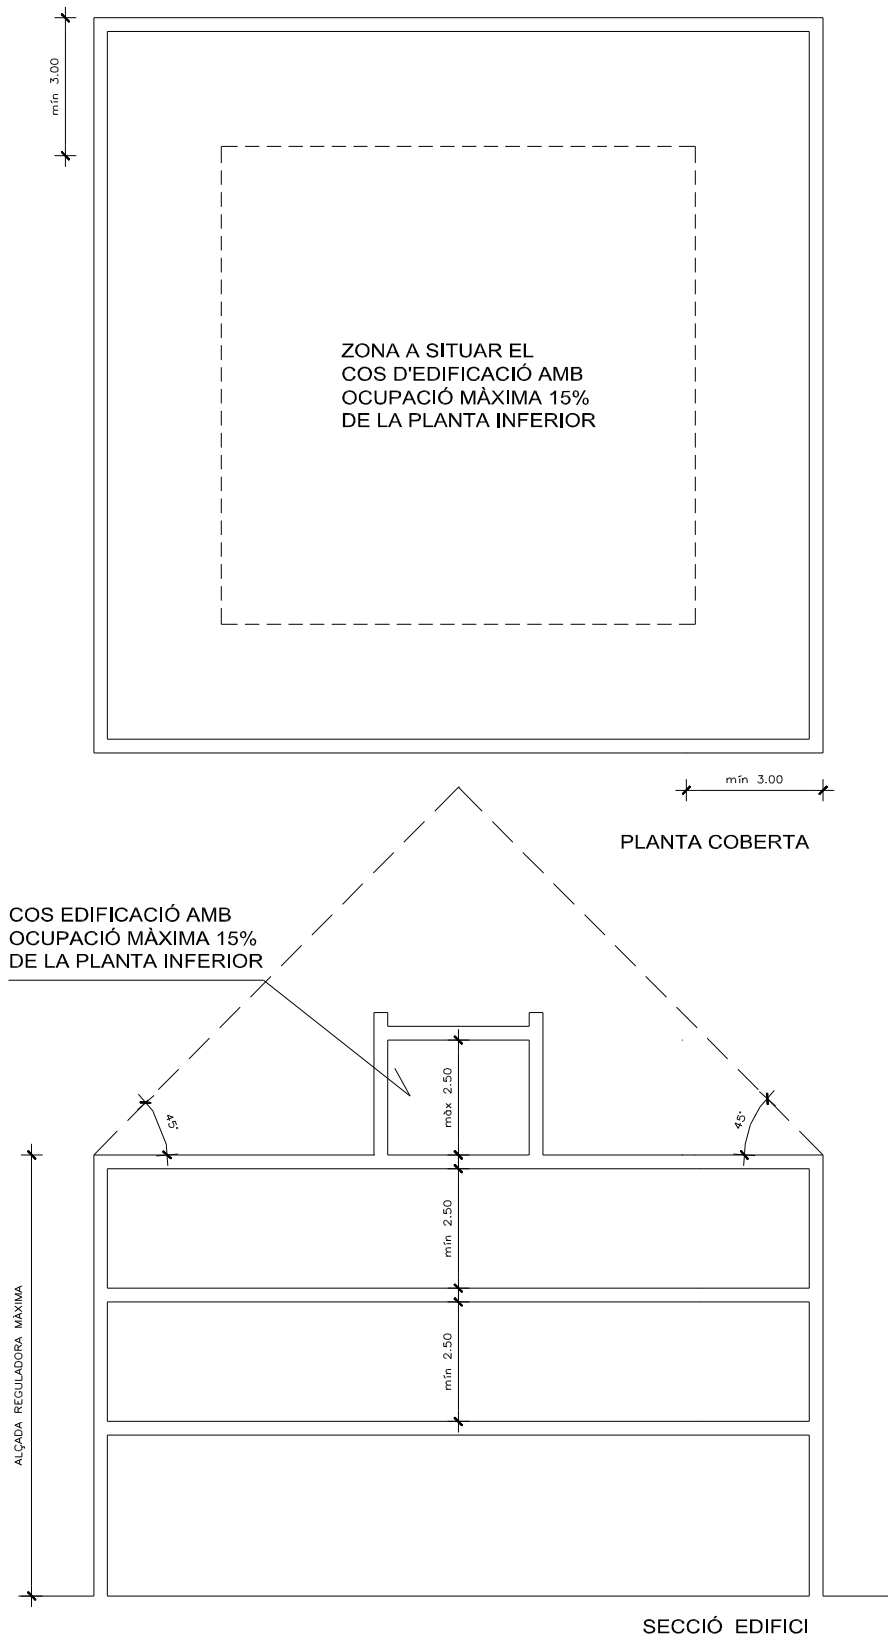 mín 3.00
ZONA A SITUAR EL
COS D'EDIFICACIÓ AMB
OCUPACIÓ MÀXIMA 15%
DE LA PLANTA INFERIOR
mín 3.00
PLANTA COBERTA
COS EDIFICACIÓ AMB
OCUPACIÓ MÀXIMA 15%
DE LA PLANTA INFERIOR
màx 2.50
45°
45°
mín 2.50
mín 2.50
ALÇADA REGULADORA MÀXIMA
SECCIÓ EDIFICI